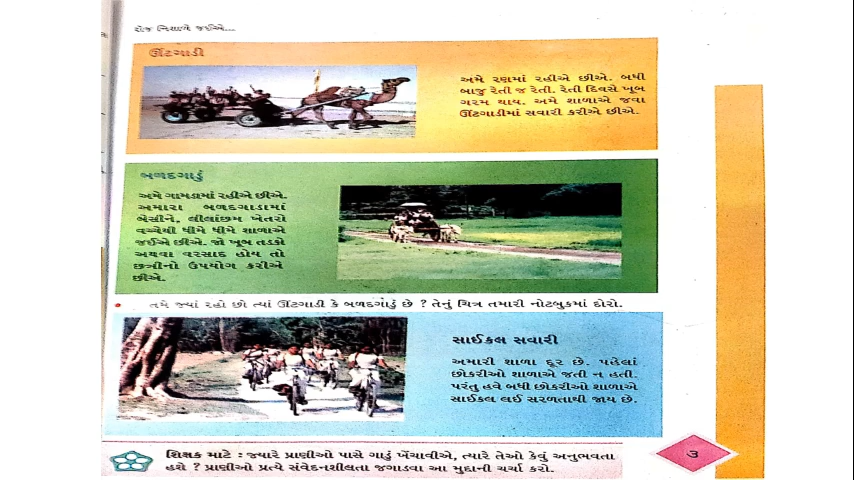 રોજ નિશાળે જઈએ...
ઊંટગાડી
અમે રણમાં રહીએ છીએ. બધી
બાજુ રેતી જ રેતી. રેતી દિવસે ખૂબ
ગરમ થાય. અમે શાળાએ જવા
ઊંટગાડીમાં સવારી કરીએ છીએ.
બળદગાડું
અમે ગામડામાં રહીએ છીએ.
અમારા બળદગાડામાં
બેસીને, લીલાંછમ ખેતરો
વચ્ચેથી ધીમે ધીમે શાળાએ
જઈએ છીએ. જો ખૂબ તડકો
અથવા વરસાદ હોય તો
છત્રીનો ઉપયોગ કરીએ
છીએ.
• તમે જ્યાં રહો છો ત્યાં ઊંટગાડી કે બળદગાડું છે ? તેનું ચિત્ર તમારી નોટબુકમાં દોરો.
સાઈકલ સવારી
અમારી શાળા દૂર છે. પહેલાં
છોકરીઓ શાળાએ જતી ન હતી.
પરંતુ હવે બધી છોકરીઓ શાળાએ
સાઈકલ લઈ સરળતાથી જાય છે.
શિક્ષક માટે : જ્યારે પ્રાણીઓ પાસે ગાડું ખેંચાવીએ, ત્યારે તેઓ કેવું અનુભવતા
હશે ? પ્રાણીઓ પ્રત્યે સંવેદનશીલતા જગાડવા આ મુદ્દાની ચર્ચા કરો.
૩